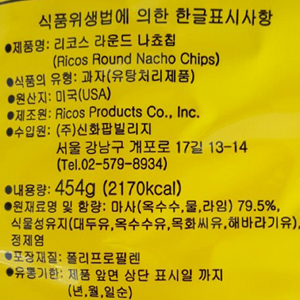 식품위생법에 의한 한글표시사항
●제품명: 리코스 라운드 나쵸칩
(Ricos Round Nacho Chips)
●식품의 유형: 과자(유탕처리제품)
●원산지: 미국(USA)
●제조원: Ricos Products Co., Inc.
●수입원: (주)신화팝빌리지
서울 강남구 개포로 17길 13-14
(Tel.02-579-8934)
●내용량: 454g (2170kcal)
●원재료명 및 함량: 마사(옥수수,물,라임) 79.5%,
식물성유지(대두유,옥수수유,목화씨유,해바라기유),
정제염
●포장재질: 폴리프로필렌
●유통기한: 제품 앞면 상단 표시일 까지
(년,월,일순)